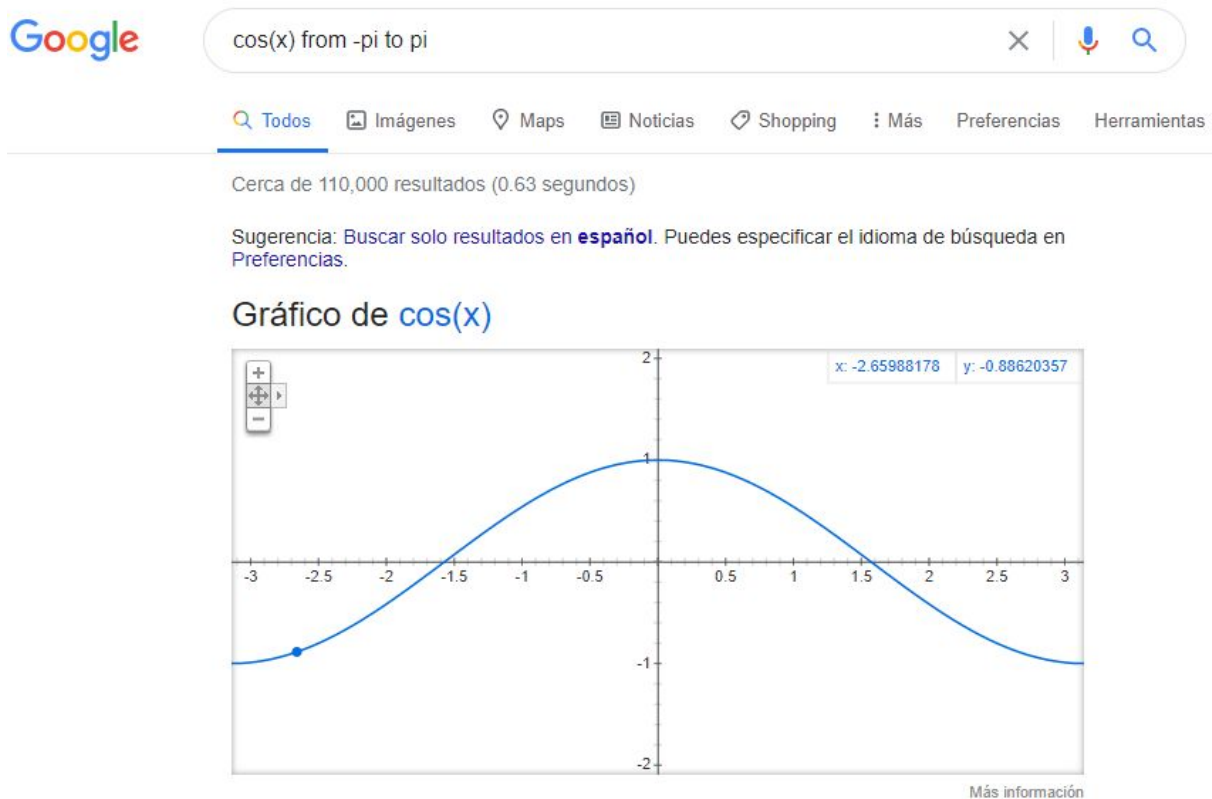 Google
cos(x) from -pi to pi
Todos Imágenes Maps Noticias Shopping Más Preferencias Herramientas
Cerca de 110,000 resultados (0.63 segundos)
Sugerencia: Buscar solo resultados en español. Puedes especificar el idioma de búsqueda en
Preferencias.
Gráfico de cos(x)
x: -2.65988178 y: -0.88620357
2
1
-3 -2.5 -2 -1.5 -1 -0.5 0.5 1 1.5 2 2.5 3
-1
-2
Más información